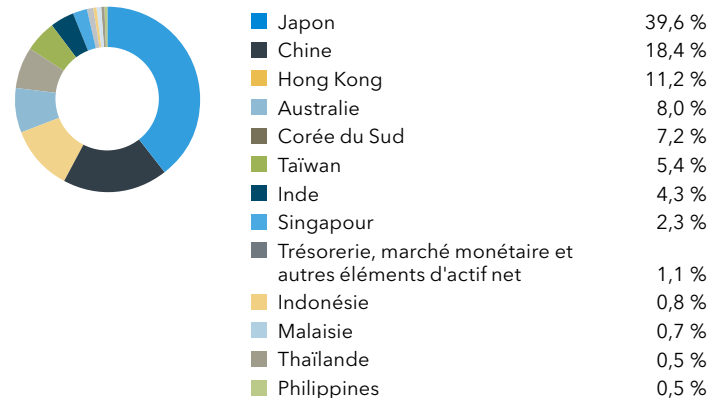 Japon 39,6 %
Chine 18,4 %
Hong Kong 11,2 %
Australie 8,0 %
Corée du Sud 7,2 %
Taïwan 5,4 %
Inde 4,3 %
Singapour 2,3 %
Trésorerie, marché monétaire et
autres éléments d'actif net 1,1 %
Indonésie 0,8 %
Malaisie 0,7 %
Thaïlande 0,5 %
Philippines 0,5 %